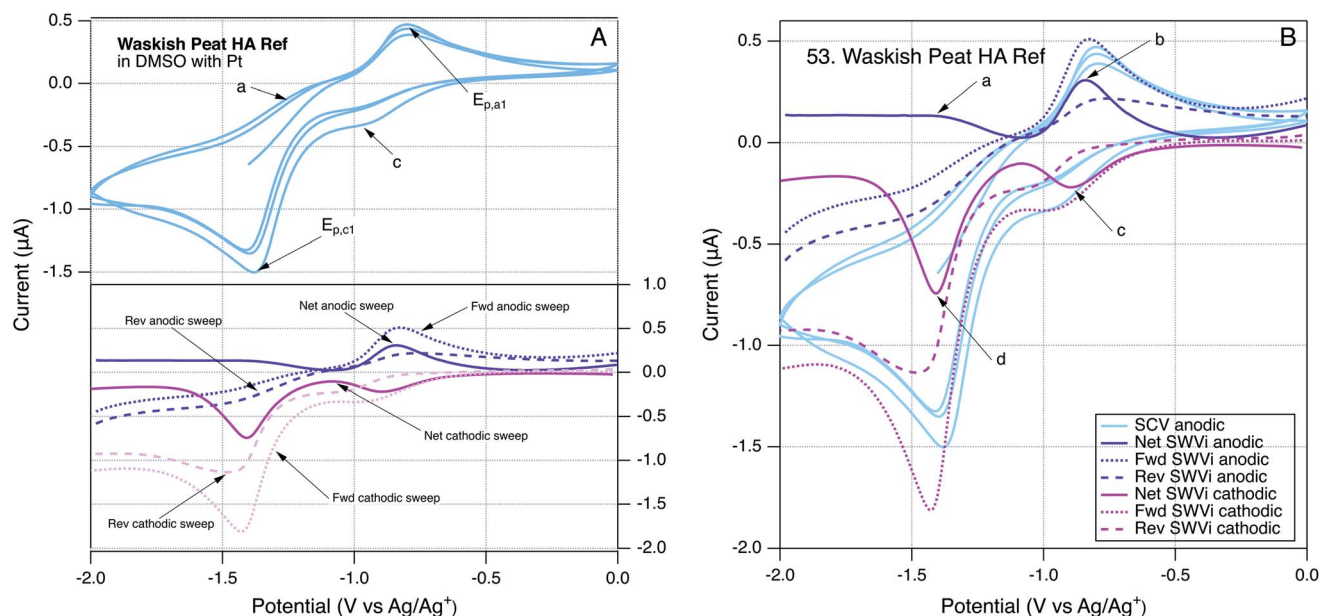 Waskish Peat HA Ref
in DMSO with Pt
A
a
E_p,a1
c
E_p,c1
0.5
0.0
-0.5
-1.0
-1.5
Current (µA)
Net anodic sweep
Fwd anodic sweep
Rev anodic sweep
Net cathodic sweep
Fwd cathodic sweep
Rev cathodic sweep
1.0
0.5
0.0
-0.5
-1.0
-1.5
-2.0
-2.0 -1.5 -1.0 -0.5 0.0
Potential (V vs Ag/Ag⁺)
53. Waskish Peat HA Ref
B
a
b
c
d
0.5
0.0
-0.5
-1.0
-1.5
-2.0
Current (µA)
SCV anodic
Net SWVi anodic
Fwd SWVi anodic
Rev SWVi anodic
Net SWVi cathodic
Fwd SWVi cathodic
Rev SWVi cathodic
-2.0 -1.5 -1.0 -0.5 0.0
Potential (V vs Ag/Ag⁺)